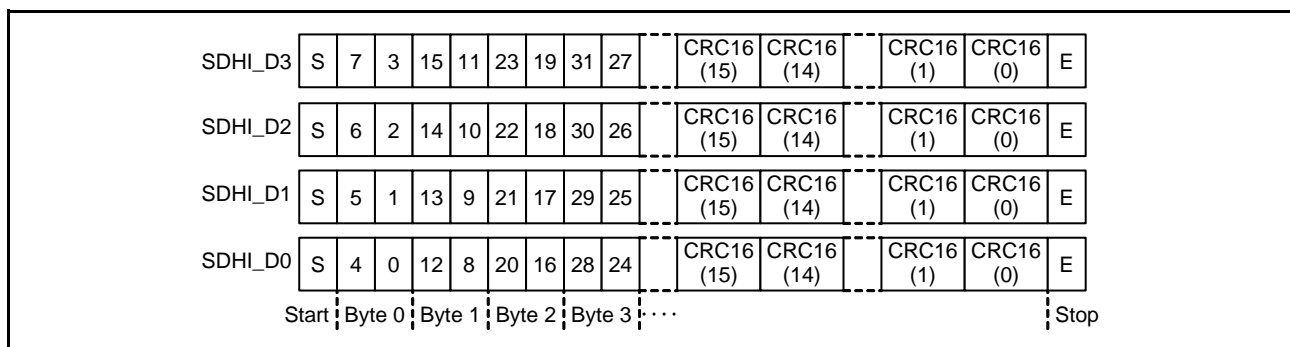 SDHI_D3 S 7 3 15 11 23 19 31 27 CRC16 (15) CRC16 (14) CRC16 (1) CRC16 (0) E
SDHI_D2 S 6 2 14 10 22 18 30 26 CRC16 (15) CRC16 (14) CRC16 (1) CRC16 (0) E
SDHI_D1 S 5 1 13 9 21 17 29 25 CRC16 (15) CRC16 (14) CRC16 (1) CRC16 (0) E
SDHI_D0 S 4 0 12 8 20 16 28 24 CRC16 (15) CRC16 (14) CRC16 (1) CRC16 (0) E
Start Byte 0 Byte 1 Byte 2 Byte 3 ···· Stop